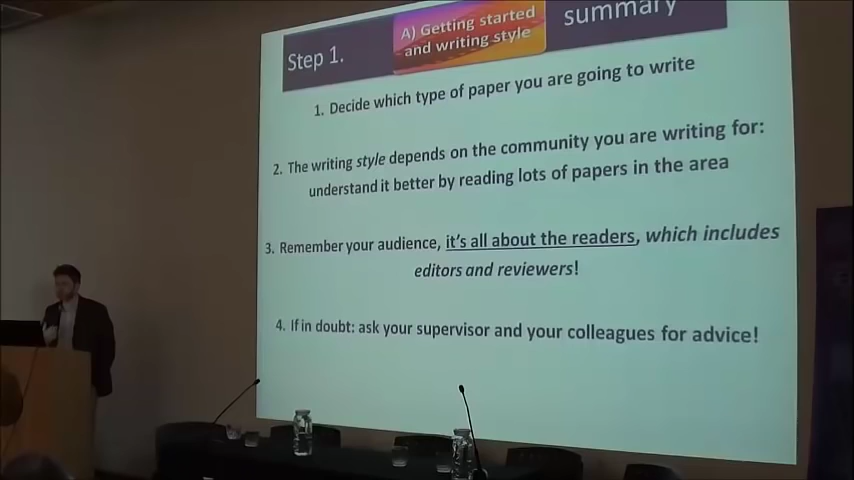 Step 1.
A) Getting started
and writing style
summary
1. Decide which type of paper you are going to write
2. The writing style depends on the community you are writing for:
understand it better by reading lots of papers in the area
3. Remember your audience, it's all about the readers, which includes
editors and reviewers!
4. If in doubt: ask your supervisor and your colleagues for advice!